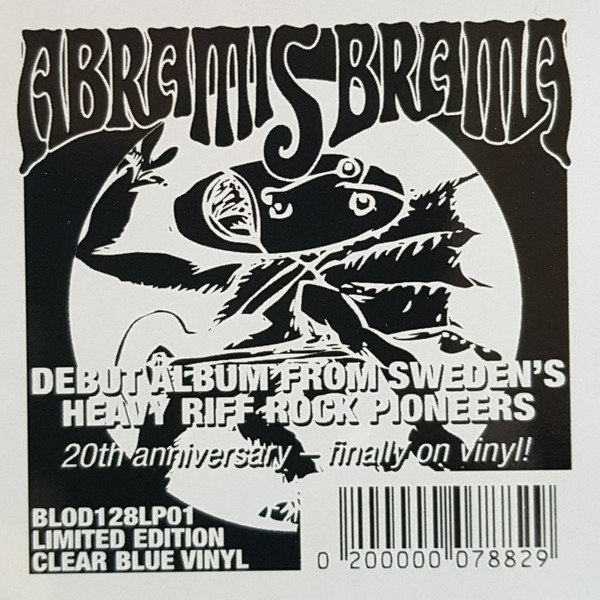 ABRAMIS BRAMA
DEBUT ALBUM FROM SWEDEN'S
HEAVY RIFF ROCK PIONEERS
20th anniversary – finally on vinyl!
BLOD128LP01
LIMITED EDITION
CLEAR BLUE VINYL
0 200000 078829